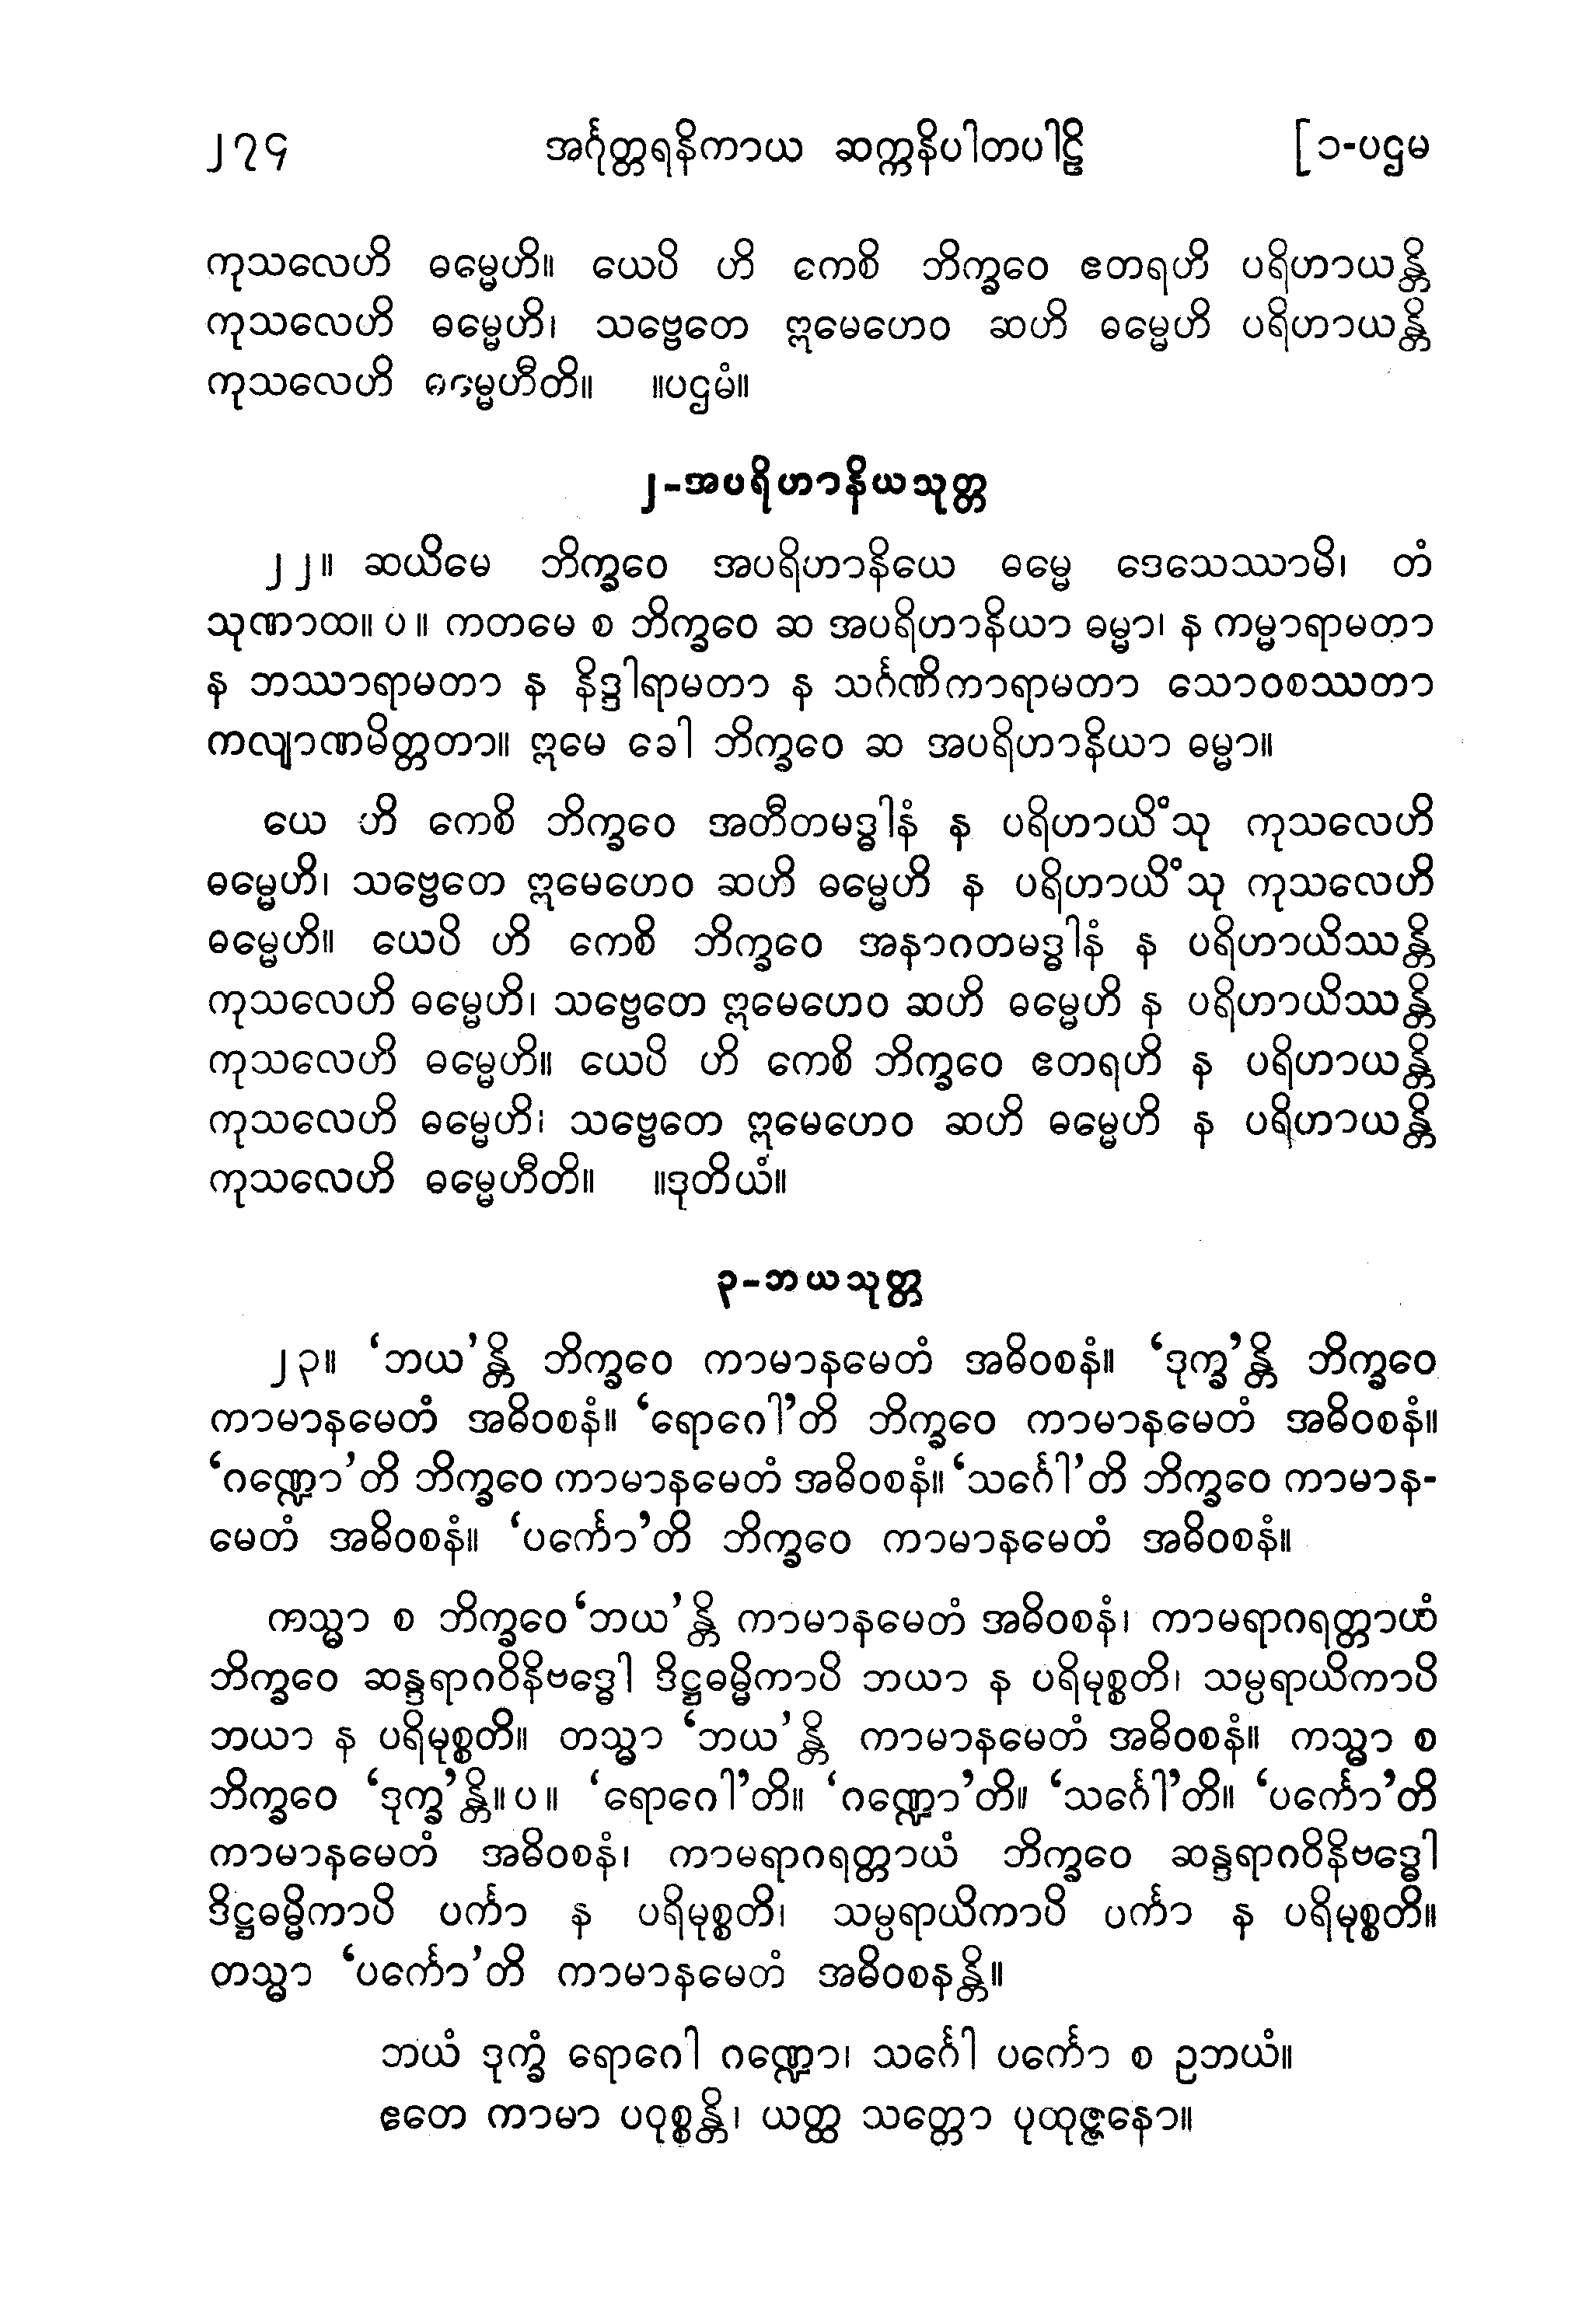 ၂၇၄ အင်္ဂုတ္တရနိကာယ ဆက္ကနိပါတပါဠိ [၁-ပဌမ
ကုသလေဟိ ဓမ္မေဟိ။ ယေပိ ဟိ ကေစိ ဘိက္ခဝေ ဧတရဟိ ပရိဟာယန္တိ
ကုသလေဟိ ဓမ္မေဟိ၊ သဗ္ဗေတေ ဣမေဟေဝ ဆဟိ ဓမ္မေဟိ ပရိဟာယန္တိ
ကုသလေဟိ ဓမ္မေဟီတိ။ ။ပဌမံ။
၂-အပရိဟာနိယသုတ္တ
၂၂။ ဆယိမေ ဘိက္ခဝေ အပရိဟာနိယေ ဓမ္မေ ဒေသေဿာမိ၊ တံ
သုဏာထ။ ပ ။ ကတမေ စ ဘိက္ခဝေ ဆ အပရိဟာနိယာ ဓမ္မာ၊ န ကမ္မာရာမတာ
န ဘဿာရာမတာ န နိဒ္ဒါရာမတာ န သင်္ဂဏိကာရာမတာ သောဝစဿတာ
ကလျာဏမိတ္တတာ။ ဣမေ ခေါ ဘိက္ခဝေ ဆ အပရိဟာနိယာ ဓမ္မာ။
ယေ ဟိ ကေစိ ဘိက္ခဝေ အတီတမဒ္ဓါနံ န ပရိဟာယိံသု ကုသလေဟိ
ဓမ္မေဟိ၊ သဗ္ဗေတေ ဣမေဟေဝ ဆဟိ ဓမ္မေဟိ န ပရိဟာယိံသု ကုသလေဟိ
ဓမ္မေဟိ။ ယေပိ ဟိ ကေစိ ဘိက္ခဝေ အနာဂတမဒ္ဓါနံ န ပရိဟာယိဿန္တိ
ကုသလေဟိ ဓမ္မေဟိ၊ သဗ္ဗေတေ ဣမေဟေဝ ဆဟိ ဓမ္မေဟိ န ပရိဟာယိဿန္တိ
ကုသလေဟိ ဓမ္မေဟိ။ ယေပိ ဟိ ကေစိ ဘိက္ခဝေ ဧတရဟိ န ပရိဟာယန္တိ
ကုသလေဟိ ဓမ္မေဟိ၊ သဗ္ဗေတေ ဣမေဟေဝ ဆဟိ ဓမ္မေဟိ န ပရိဟာယန္တိ
ကုသလေဟိ ဓမ္မေဟီတိ။ ။ဒုတိယံ။
၃-ဘယသုတ္တ
၂၃။ ‘ဘယ’န္တိ ဘိက္ခဝေ ကာမာနမေတံ အဓိဝစနံ။ ‘ဒုက္ခ’န္တိ ဘိက္ခဝေ
ကာမာနမေတံ အဓိဝစနံ။ ‘ရောဂေါ’တိ ဘိက္ခဝေ ကာမာနမေတံ အဓိဝစနံ။
‘ဂဏ္ဍော’တိ ဘိက္ခဝေ ကာမာနမေတံ အဓိဝစနံ။ ‘သင်္ဂေါ’တိ ဘိက္ခဝေ ကာမာန-
မေတံ အဓိဝစနံ။ ‘ပင်္ကော’တိ ဘိက္ခဝေ ကာမာနမေတံ အဓိဝစနံ။
ကသ္မာ စ ဘိက္ခဝေ ‘ဘယ’န္တိ ကာမာနမေတံ အဓိဝစနံ၊ ကာမရာဂရတ္တာယံ
ဘိက္ခဝေ ဆန္ဒရာဂဝိနိဗဒ္ဓေါ ဒိဋ္ဌဓမ္မိကာပိ ဘယာ န ပရိမုစ္စတိ၊ သမ္ပရာယိကာပိ
ဘယာ န ပရိမုစ္စတိ။ တသ္မာ ‘ဘယ’န္တိ ကာမာနမေတံ အဓိဝစနံ။ ကသ္မာ စ
ဘိက္ခဝေ ‘ဒုက္ခ’န္တိ။ ပ ။ ‘ရောဂေါ’တိ။ ‘ဂဏ္ဍော’တိ။ ‘သင်္ဂေါ’တိ။ ‘ပင်္ကော’တိ
ကာမာနမေတံ အဓိဝစနံ၊ ကာမရာဂရတ္တာယံ ဘိက္ခဝေ ဆန္ဒရာဂဝိနိဗဒ္ဓေါ
ဒိဋ္ဌဓမ္မိကာပိ ပင်္ကာ န ပရိမုစ္စတိ၊ သမ္ပရာယိကာပိ ပင်္ကာ န ပရိမုစ္စတိ။
တသ္မာ ‘ပင်္ကော’တိ ကာမာနမေတံ အဓိဝစနန္တိ။
ဘယံ ဒုက္ခံ ရောဂေါ ဂဏ္ဍော၊ သင်္ဂေါ ပင်္ကော စ ဥဘယံ။
ဧတေ ကာမာ ပဝုစ္စန္တိ၊ ယတ္ထ သတ္တော ပုထုဇ္ဇနော။